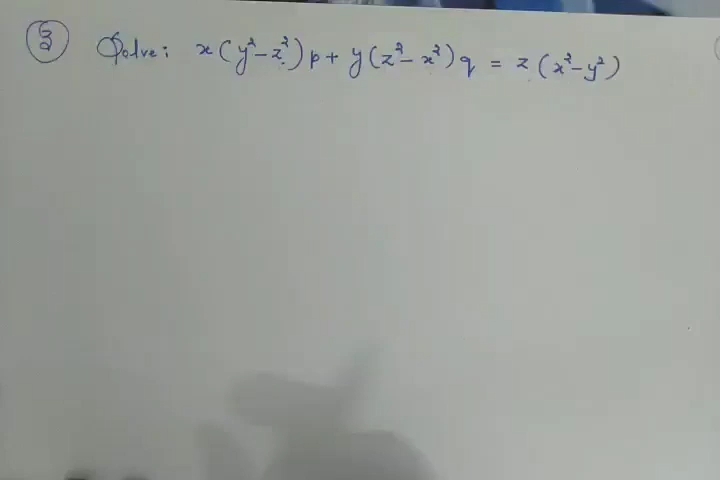 ③ Solve: x(y²-z²)p+y(z²-x²)q = z(x²-y²)